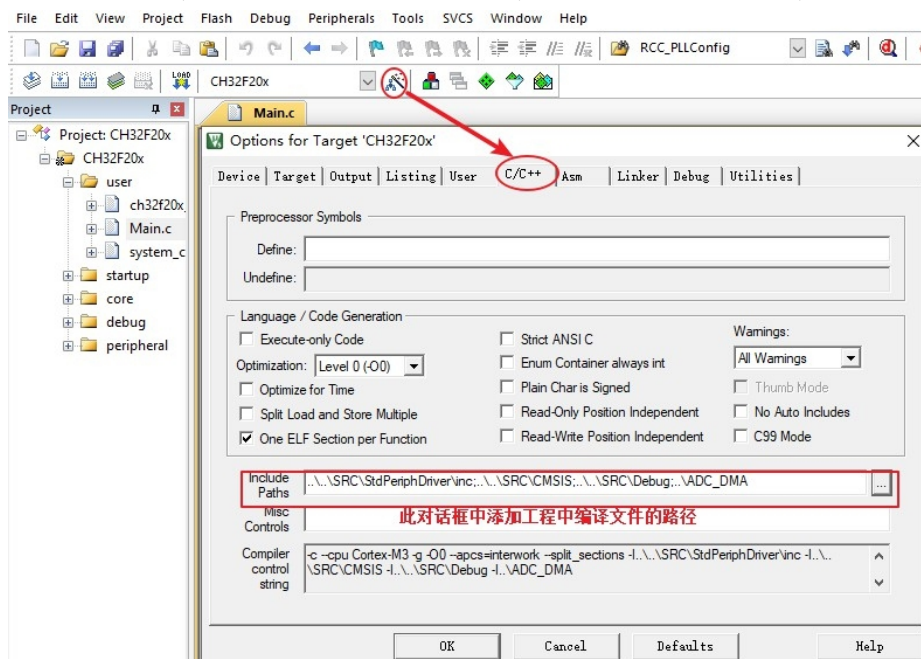 File Edit View Project Flash Debug Peripherals Tools SVCS Window Help
RCC_PLLConfig
LOAD CH32F20x
Project
Main.c
Project: CH32F20x
CH32F20x
user
ch32f20x_
Main.c
system_c
startup
core
debug
peripheral
Options for Target 'CH32F20x'
Device Target Output Listing User C/C++ Asm Linker Debug Utilities
Preprocessor Symbols
Define:
Undefine:
Language / Code Generation
Execute-only Code
Optimization: Level 0 (-O0)
Optimize for Time
Split Load and Store Multiple
One ELF Section per Function
Strict ANSI C
Enum Container always int
Plain Char is Signed
Read-Only Position Independent
Read-Write Position Independent
Warnings:
All Warnings
Thumb Mode
No Auto Includes
C99 Mode
Include Paths ..\..\SRC\StdPeriphDriver\inc;..\..\SRC\CMSIS;..\..\SRC\Debug;..\ADC_DMA ...
Misc Controls
此对话框中添加工程中编译文件的路径
Compiler control string
-c --cpu Cortex-M3 -g -O0 --apcs=interwork --split_sections -I..\..\SRC\StdPeriphDriver\inc -I..\..
\SRC\CMSIS -I..\..\SRC\Debug -I..\ADC_DMA
OK Cancel Defaults Help